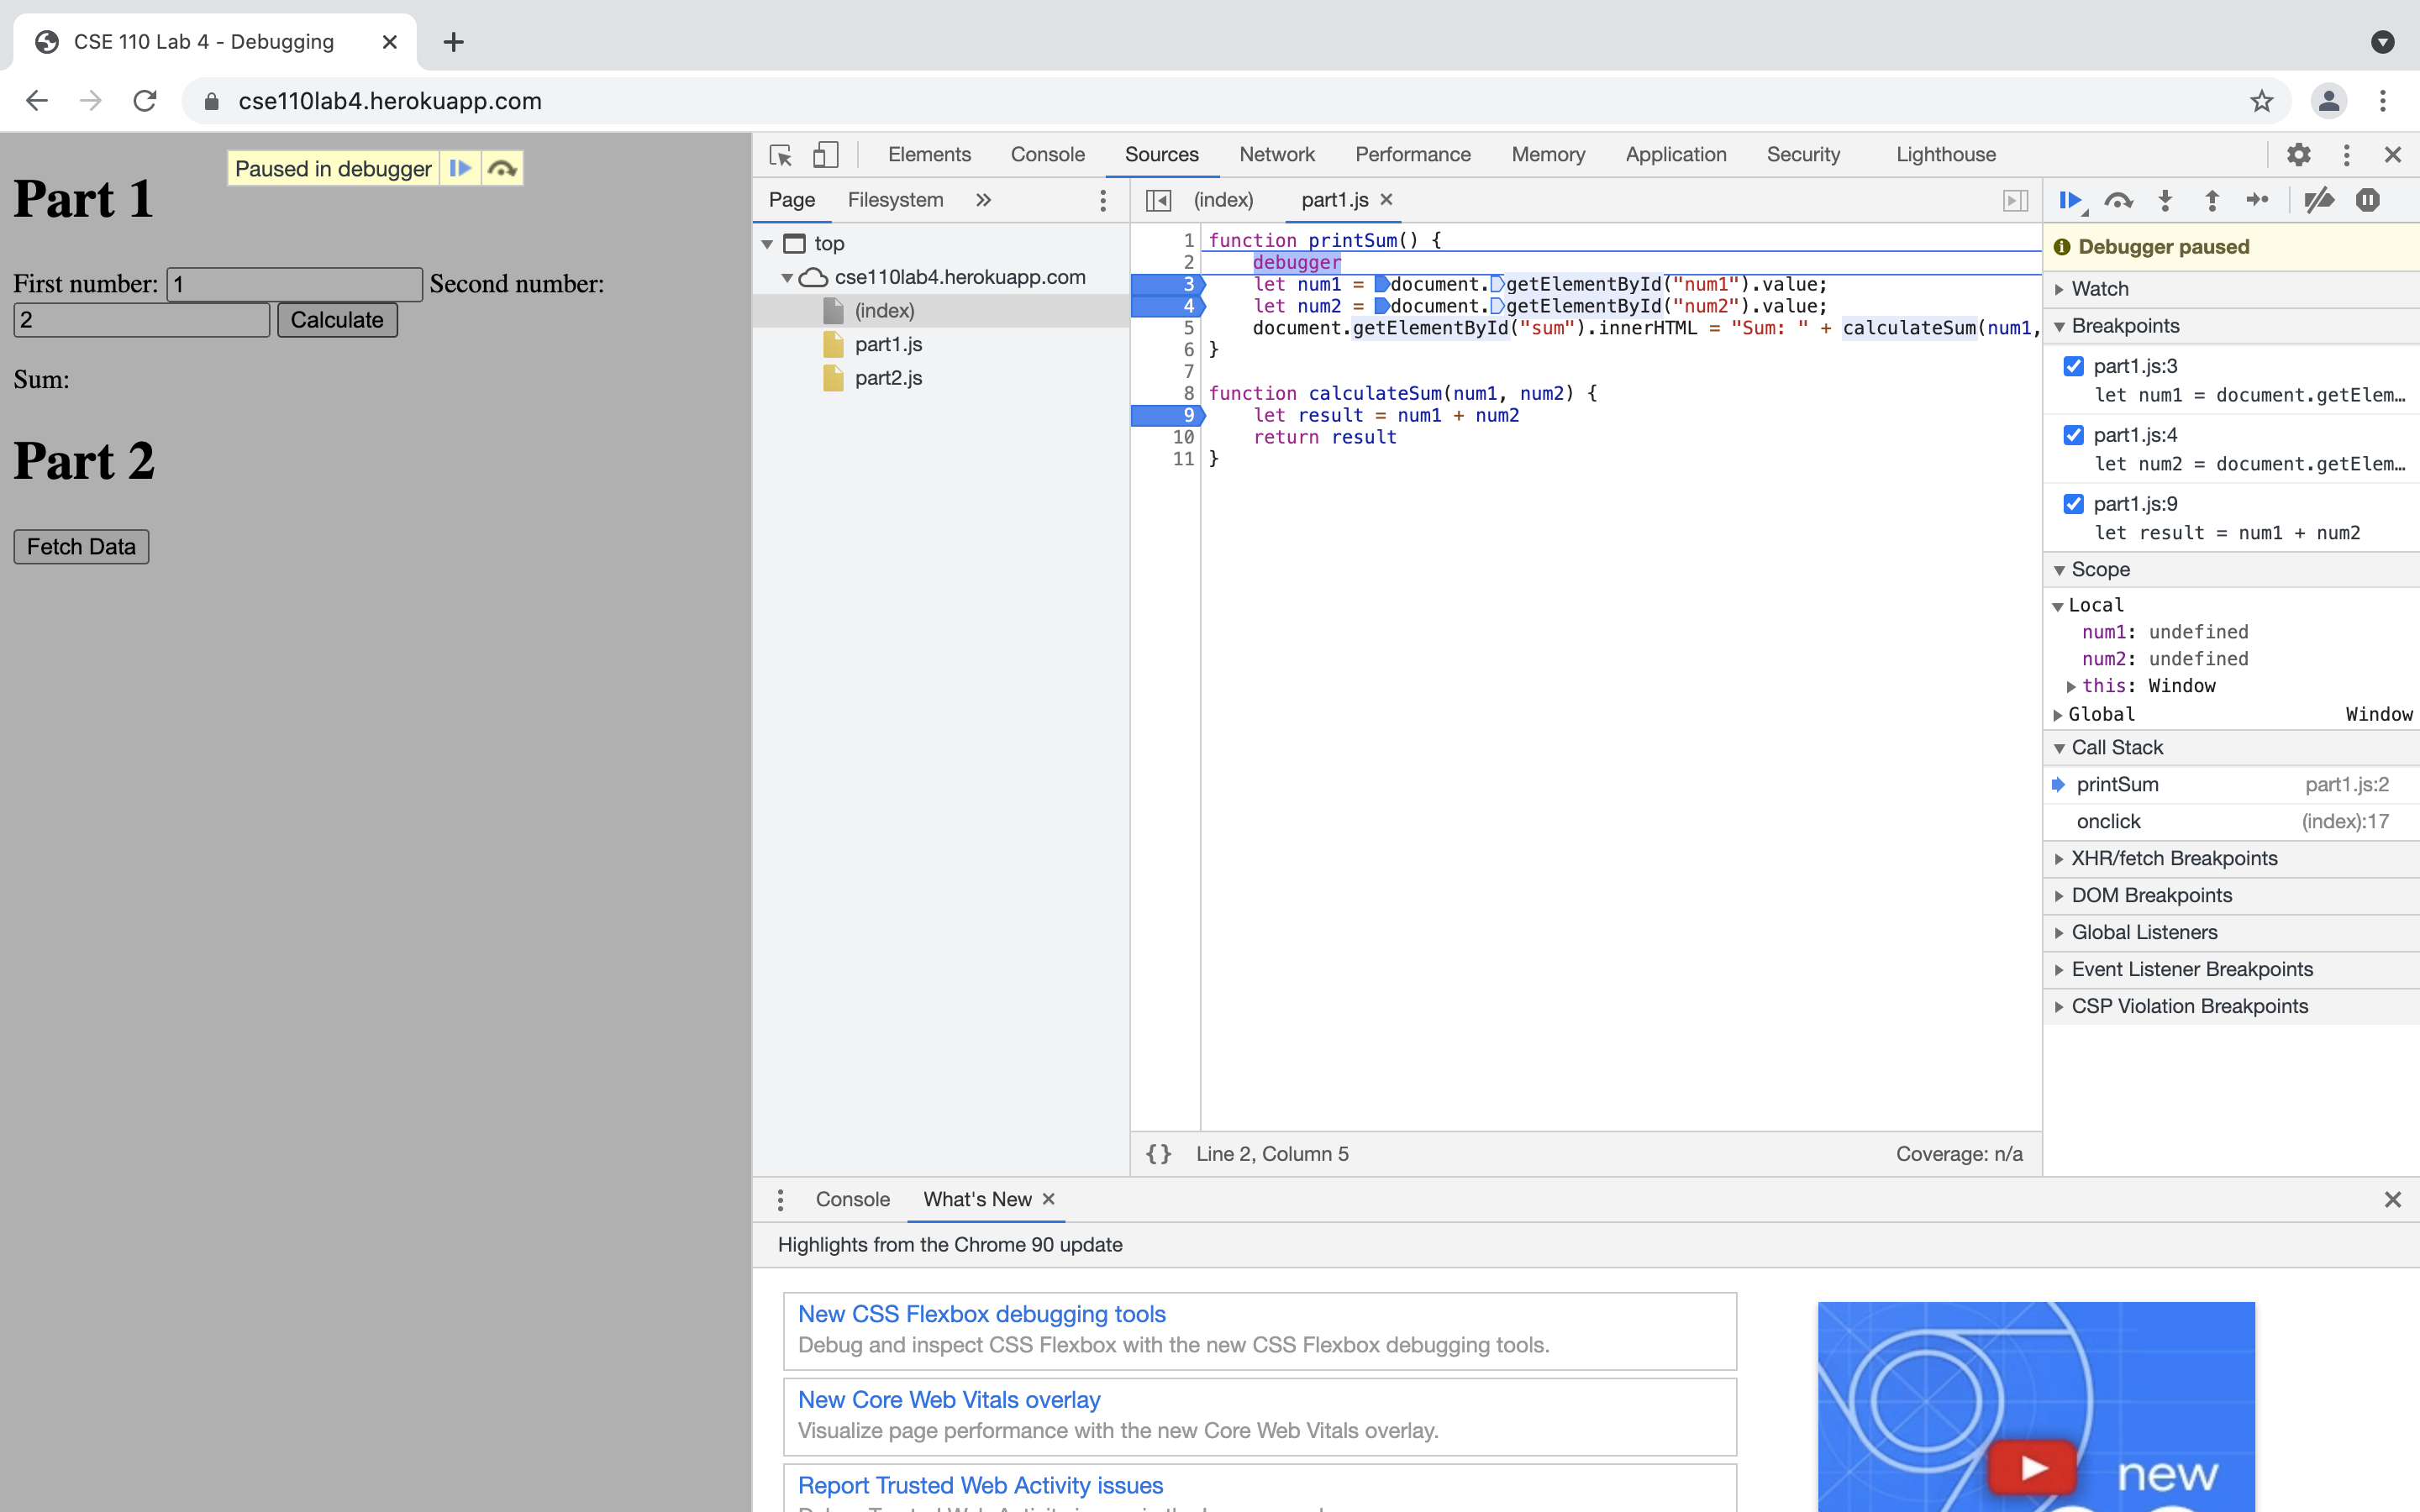 CSE 110 Lab 4 - Debugging
cse110lab4.herokuapp.com
Paused in debugger
Part 1
First number: 1 Second number:
2 Calculate
Sum:
Part 2
Fetch Data
Elements Console Sources Network Performance Memory Application Security Lighthouse
Page Filesystem
top
cse110lab4.herokuapp.com
(index)
part1.js
part2.js
(index) part1.js
1 function printSum() {
2 debugger
3 let num1 = document.getElementById("num1").value;
4 let num2 = document.getElementById("num2").value;
5 document.getElementById("sum").innerHTML = "Sum: " + calculateSum(num1,
6 }
7
8 function calculateSum(num1, num2) {
9 let result = num1 + num2
10 return result
11 }
{} Line 2, Column 5 Coverage: n/a
Debugger paused
Watch
Breakpoints
part1.js:3
let num1 = document.getElem…
part1.js:4
let num2 = document.getElem…
part1.js:9
let result = num1 + num2
Scope
Local
num1: undefined
num2: undefined
this: Window
Global Window
Call Stack
printSum part1.js:2
onclick (index):17
XHR/fetch Breakpoints
DOM Breakpoints
Global Listeners
Event Listener Breakpoints
CSP Violation Breakpoints
Console What's New
Highlights from the Chrome 90 update
New CSS Flexbox debugging tools
Debug and inspect CSS Flexbox with the new CSS Flexbox debugging tools.
New Core Web Vitals overlay
Visualize page performance with the new Core Web Vitals overlay.
Report Trusted Web Activity issues
new